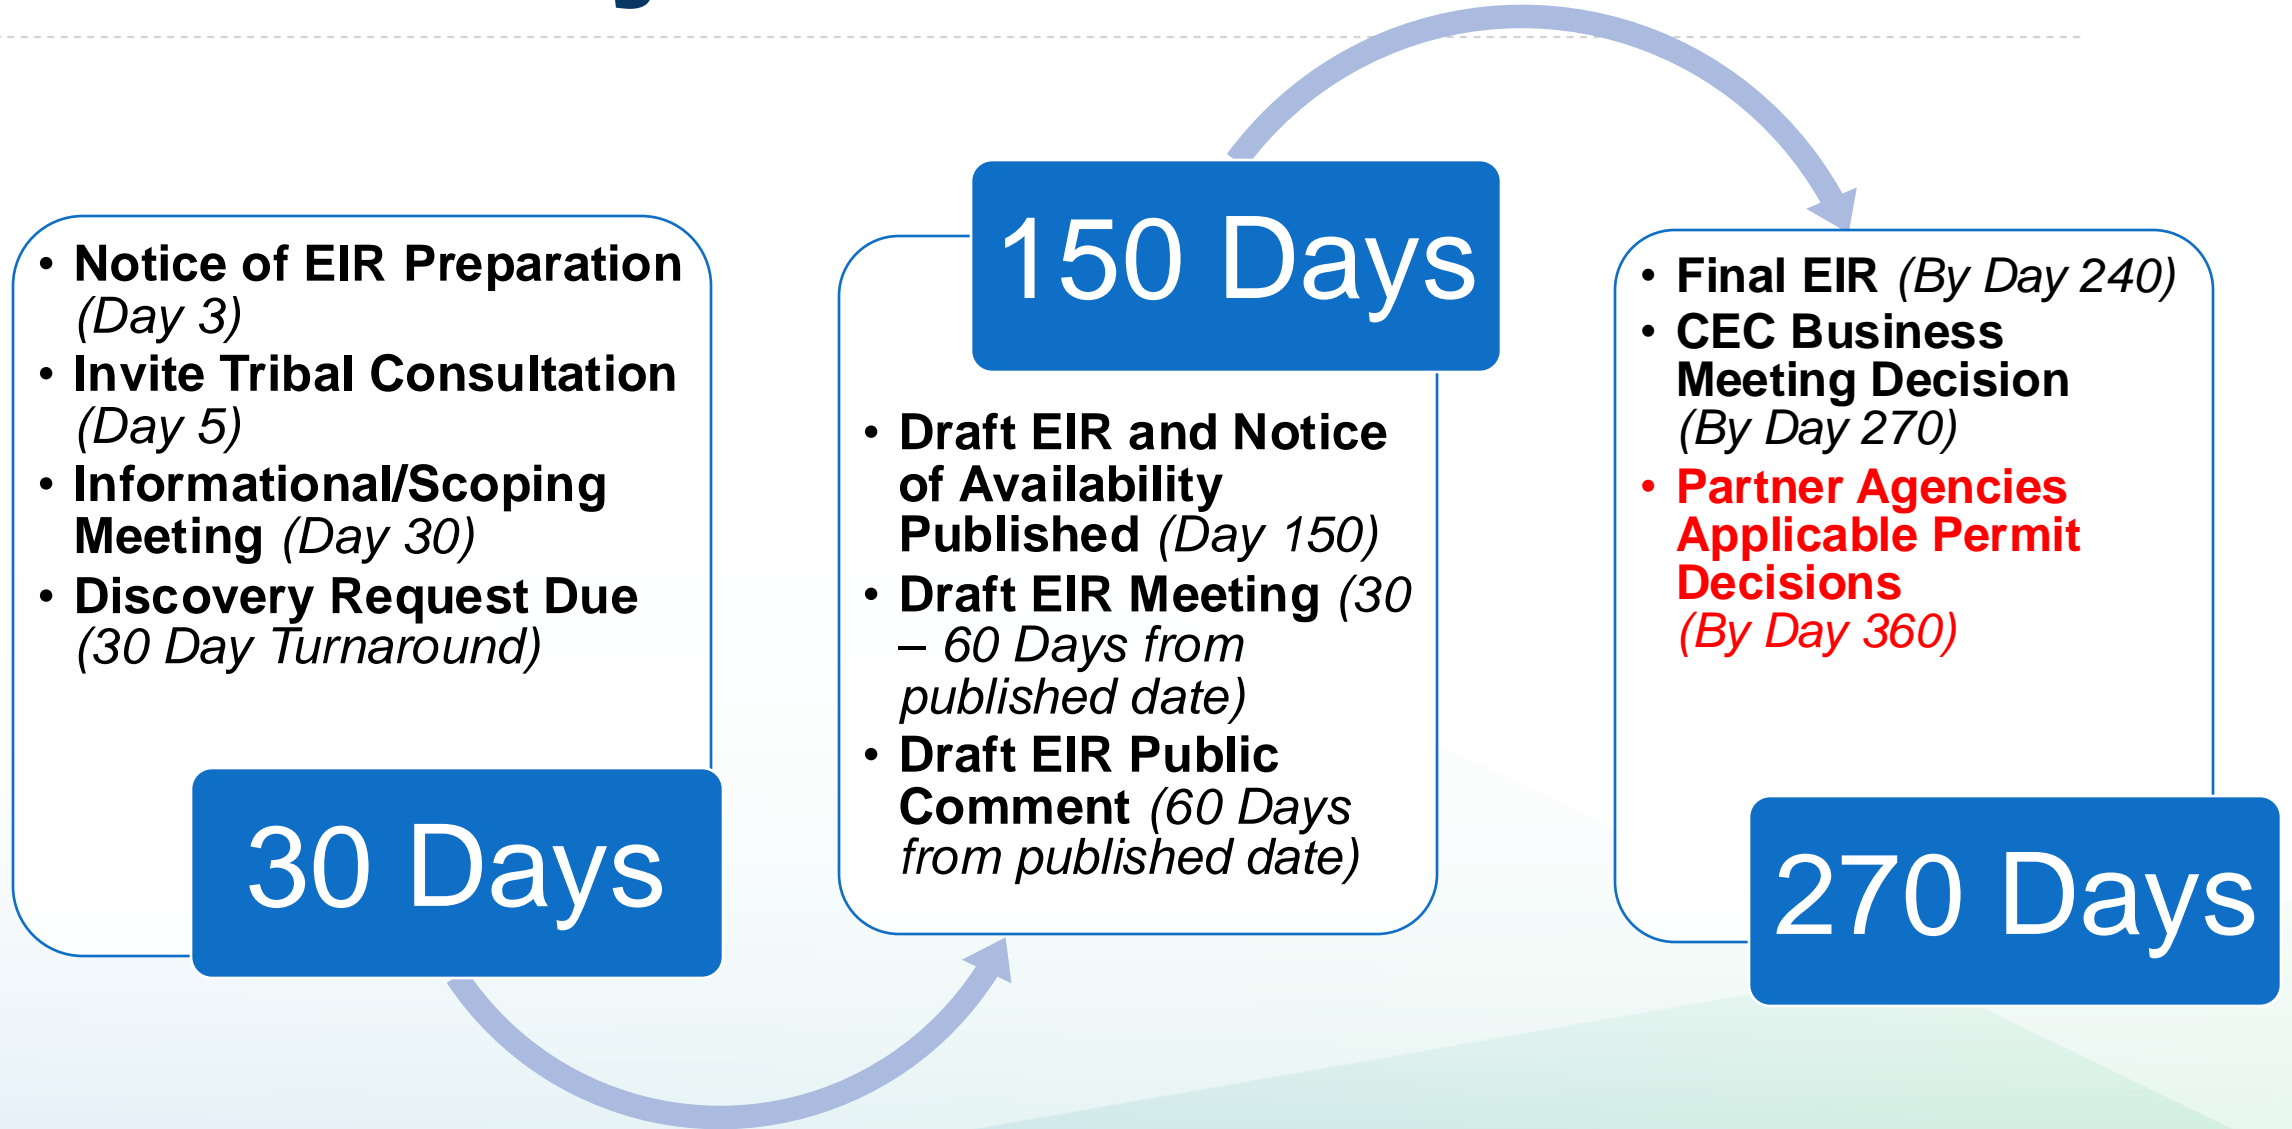 • Notice of EIR Preparation
(Day 3)
• Invite Tribal Consultation
(Day 5)
• Informational/Scoping
Meeting (Day 30)
• Discovery Request Due
(30 Day Turnaround)
30 Days
150 Days
• Draft EIR and Notice
of Availability
Published (Day 150)
• Draft EIR Meeting (30
– 60 Days from
published date)
• Draft EIR Public
Comment (60 Days
from published date)
• Final EIR (By Day 240)
• CEC Business
Meeting Decision
(By Day 270)
• Partner Agencies
Applicable Permit
Decisions
(By Day 360)
270 Days